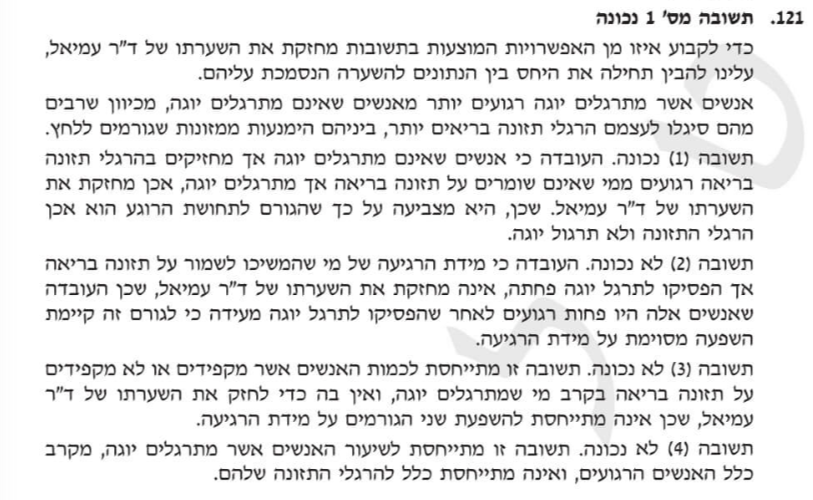 121. תשובה מס' 1 נכונה
כדי לקבוע איזו מן האפשרויות המוצעות בתשובות מחזקת את השערתו של ד"ר עמיאל,
עלינו להבין תחילה את היחס בין הנתונים להשערה הנסמכת עליהם.
אנשים אשר מתרגלים יוגה רגועים יותר מאנשים שאינם מתרגלים יוגה, מכיוון שרבים
מהם סיגלו לעצמם הרגלי תזונה בריאים יותר, ביניהם הימנעות ממזונות שגורמים ללחץ.
תשובה (1) נכונה. העובדה כי אנשים שאינם מתרגלים יוגה אך מחזיקים בהרגלי תזונה
בריאה רגועים ממי שאינם שומרים על תזונה בריאה אך מתרגלים יוגה, אכן מחזקת את
השערתו של ד"ר עמיאל. שכן, היא מצביעה על כך שהגורם לתחושת הרוגע הוא אכן
הרגלי התזונה ולא תרגול יוגה.
תשובה (2) לא נכונה. העובדה כי מידת הרגיעה של מי שהמשיכו לשמור על תזונה בריאה
אך הפסיקו לתרגל יוגה פחתה, אינה מחזקת את השערתו של ד"ר עמיאל, שכן העובדה
שאנשים אלה היו פחות רגועים לאחר שהפסיקו לתרגל יוגה מעידה כי לגורם זה קיימת
השפעה מסוימת על מידת הרגיעה.
תשובה (3) לא נכונה. תשובה זו מתייחסת לכמות האנשים אשר מקפידים או לא מקפידים
על תזונה בריאה בקרב מי שמתרגלים יוגה, ואין בה כדי לחזק את השערתו של ד"ר
עמיאל, שכן אינה מתייחסת להשפעת שני הגורמים על מידת הרגיעה.
תשובה (4) לא נכונה. תשובה זו מתייחסת לשיעור האנשים אשר מתרגלים יוגה, מקרב
כלל האנשים הרגועים, ואינה מתייחסת כלל להרגלי התזונה שלהם.